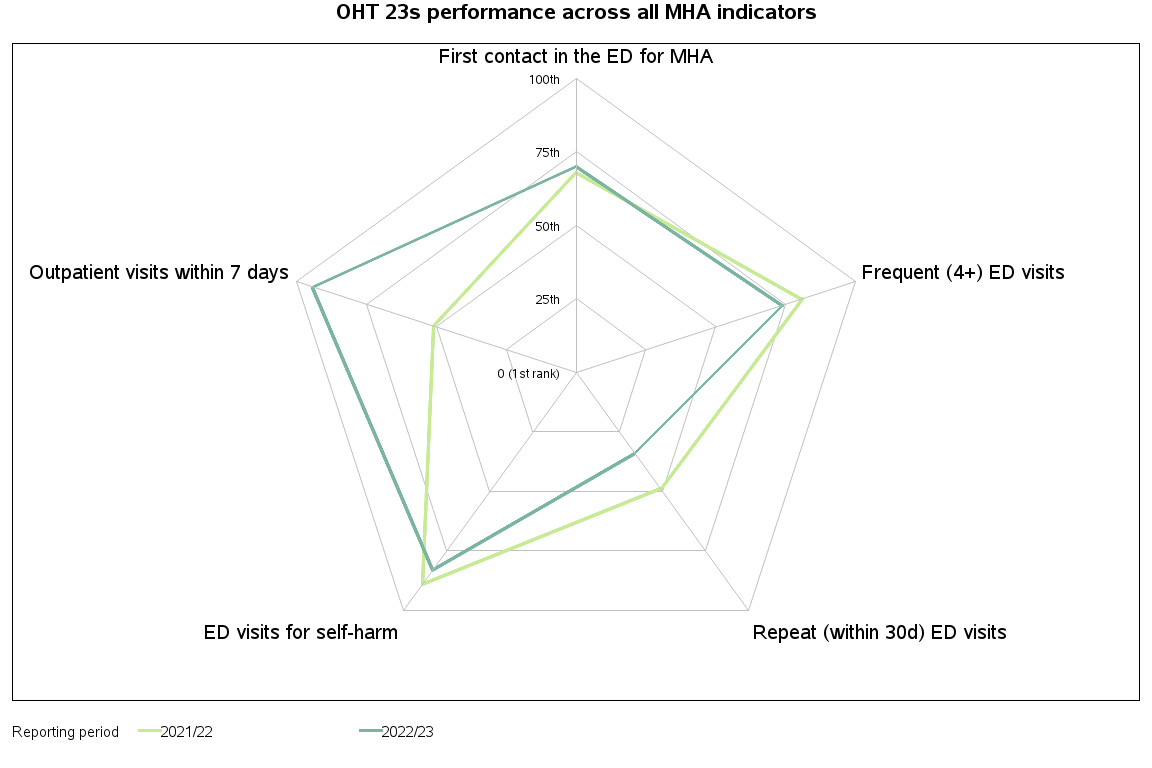 OHT 23s performance across all MHA indicators
First contact in the ED for MHA
100th
75th
50th
25th
0 (1st rank)
Outpatient visits within 7 days
Frequent (4+) ED visits
ED visits for self-harm
Repeat (within 30d) ED visits
Reporting period 2021/22 2022/23